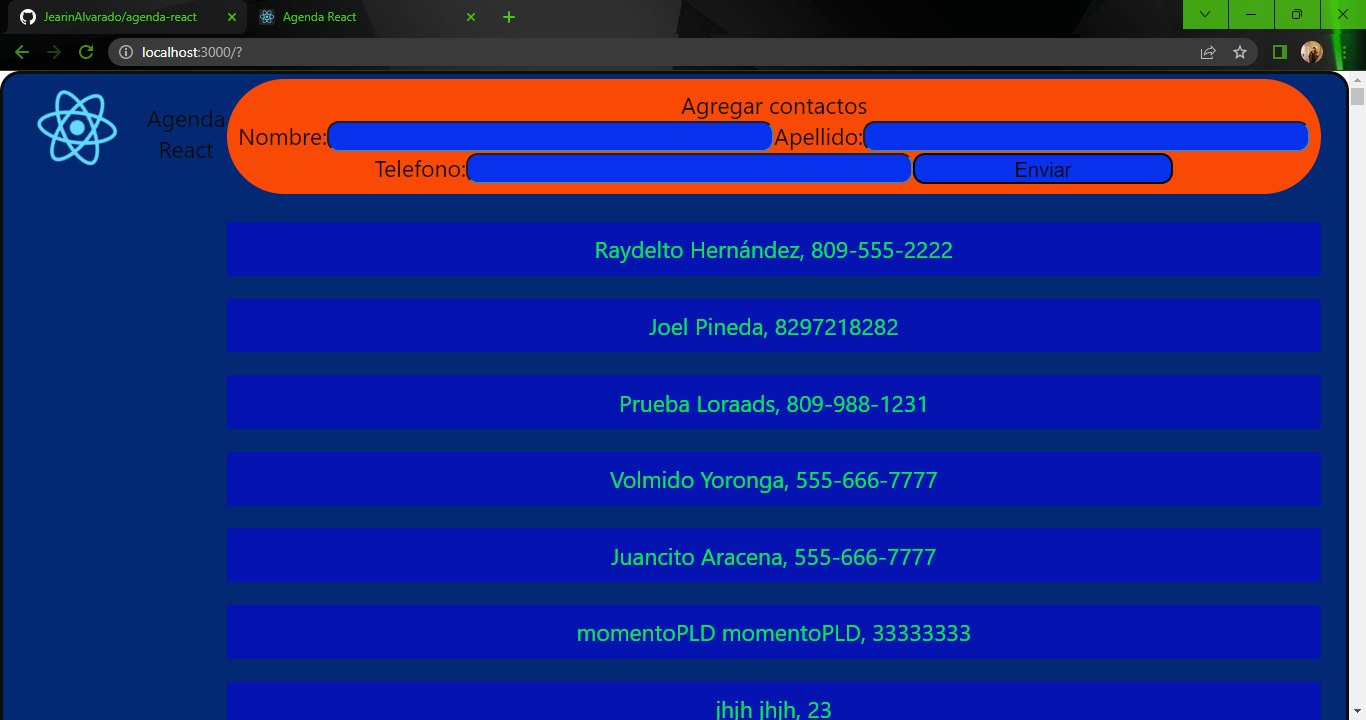 JearinAlvarado/agenda-react
Agenda React
localhost:3000/?
Agenda
React
Agregar contactos
Nombre:
Apellido:
Telefono:
Enviar
Raydelto Hernández, 809-555-2222
Joel Pineda, 8297218282
Prueba Loraads, 809-988-1231
Volmido Yoronga, 555-666-7777
Juancito Aracena, 555-666-7777
momentoPLD momentoPLD, 33333333
jhjh jhjh, 23